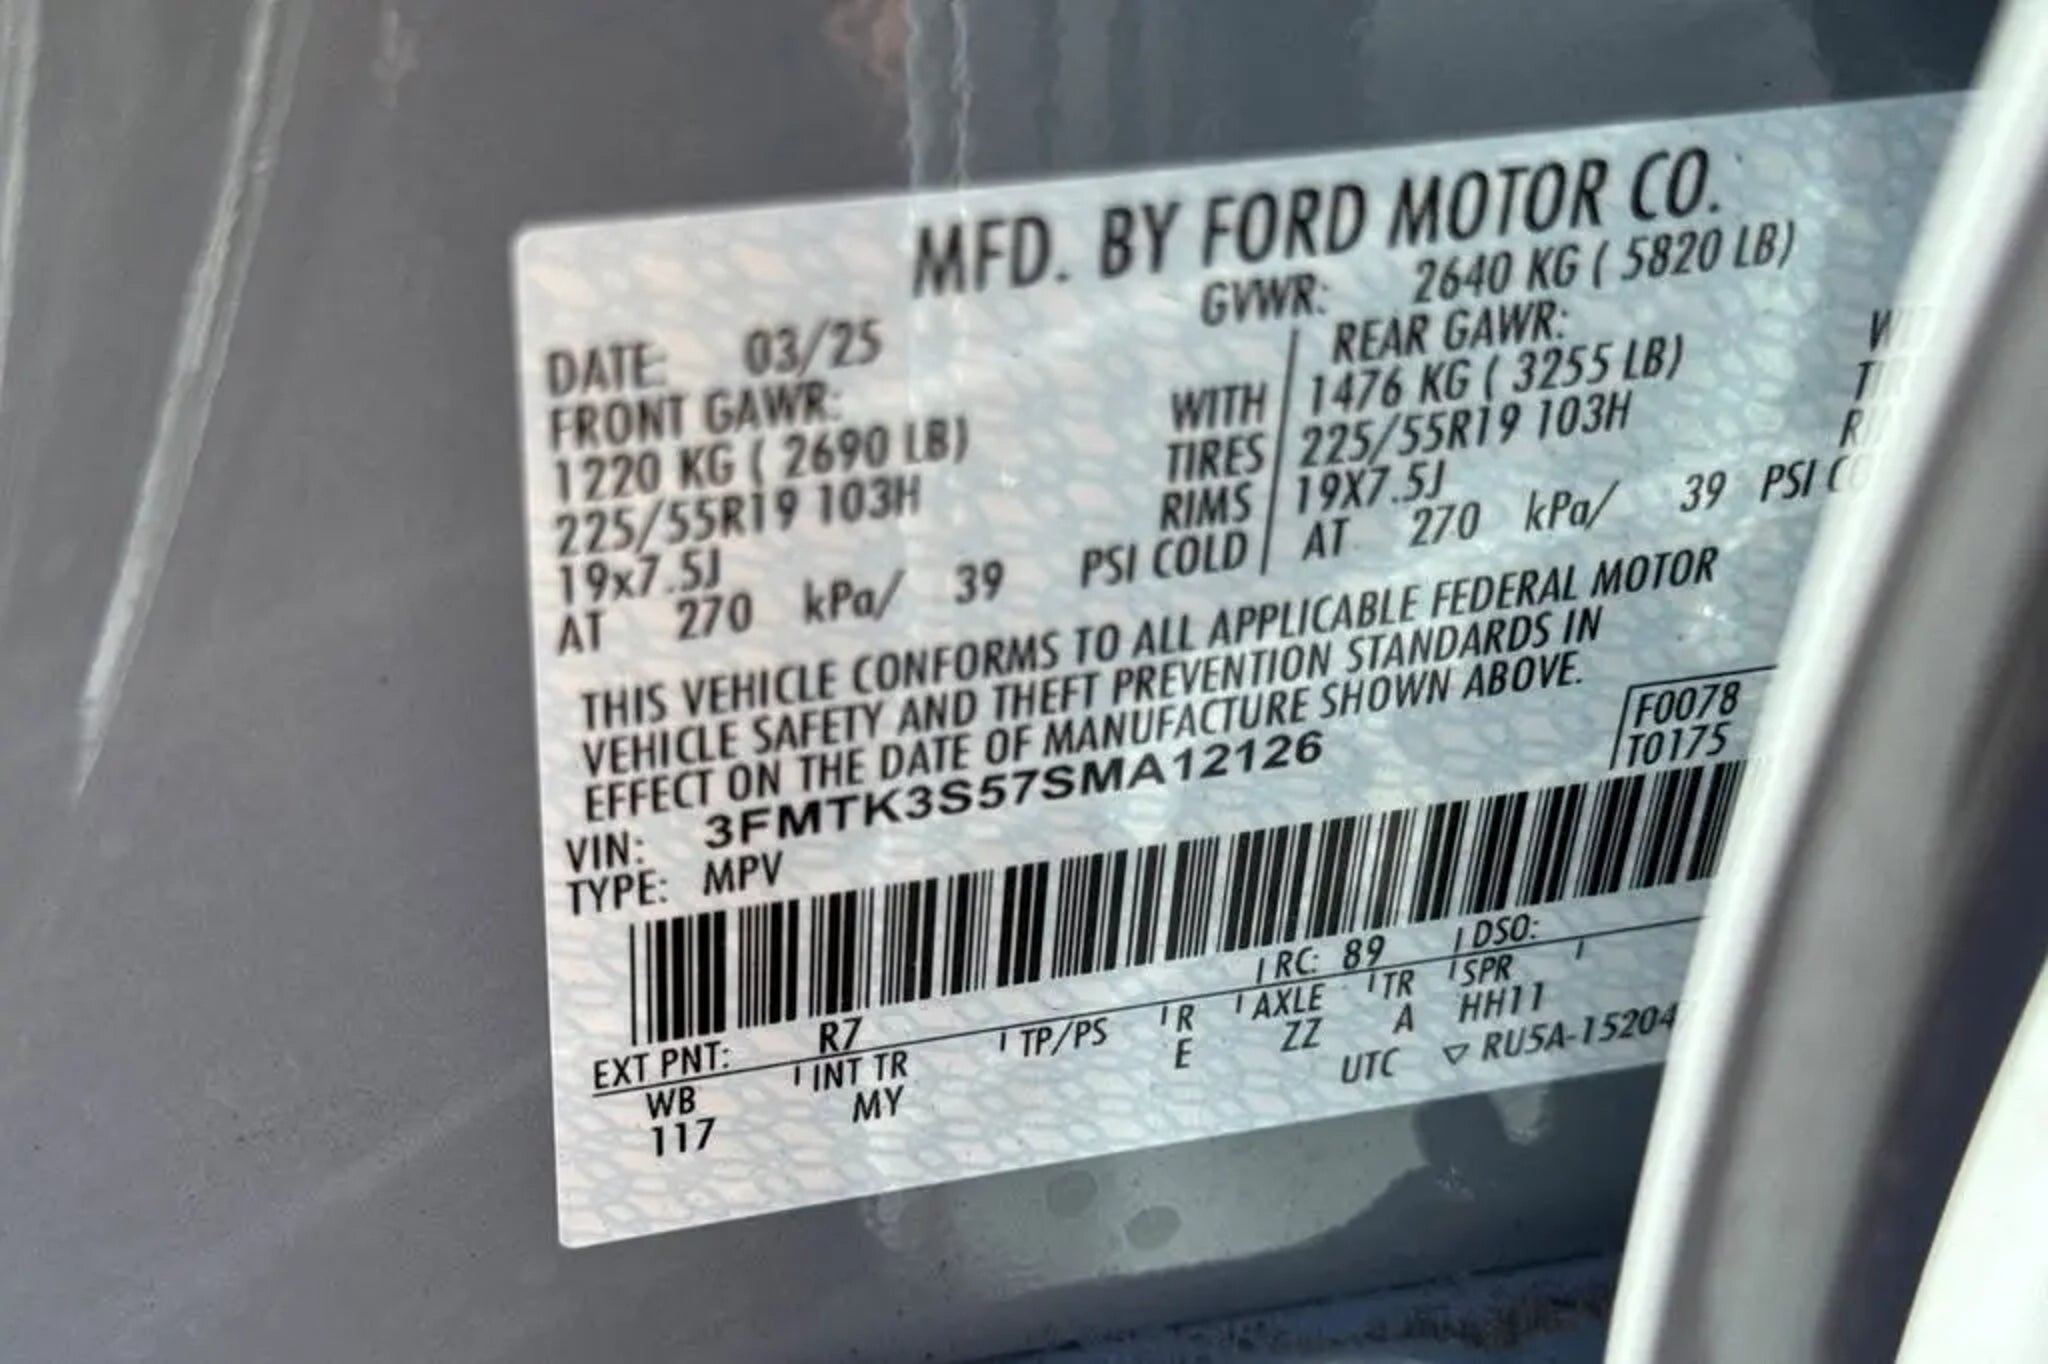 MFD. BY FORD MOTOR CO.
DATE: 03/25 GVWR: 2640 KG ( 5820 LB)
FRONT GAWR: REAR GAWR:
1220 KG ( 2690 LB) WITH 1476 KG ( 3255 LB)
225/55R19 103H TIRES 225/55R19 103H
19x7.5J RIMS 19X7.5J
AT 270 kPa/ 39 PSI COLD AT 270 kPa/ 39 PSI
THIS VEHICLE CONFORMS TO ALL APPLICABLE FEDERAL MOTOR
VEHICLE SAFETY AND THEFT PREVENTION STANDARDS IN
EFFECT ON THE DATE OF MANUFACTURE SHOWN ABOVE.
VIN: 3FMTK3S57SMA12126 F0078
TYPE: MPV T0175
EXT PNT: R7 RC: 89 DSO:
WB INT TR TP/PS R AXLE TR SPR
117 MY E ZZ A HH11
UTC ▽ RU5A-15204